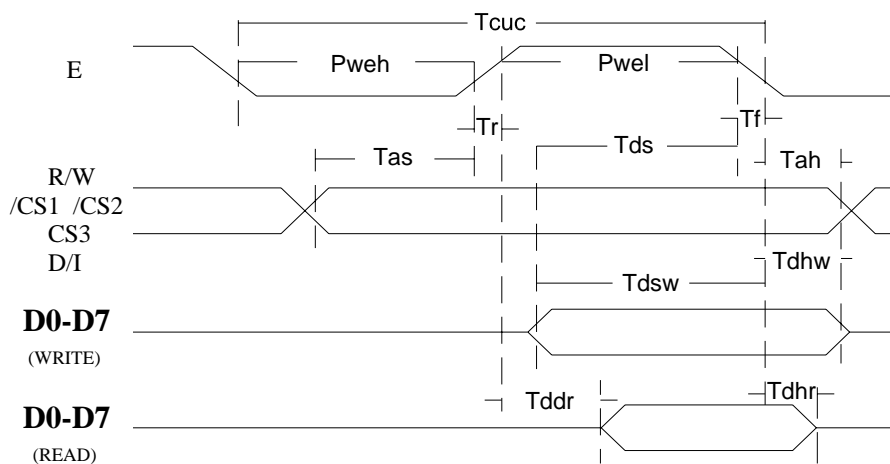 Tcuc
E
Pweh
Pwel
Tr
Tf
Tas
Tds
Tah
R/W
/CS1 /CS2
CS3
D/I
Tdsw
Tdhw
D0-D7
(WRITE)
Tddr
Tdhr
D0-D7
(READ)